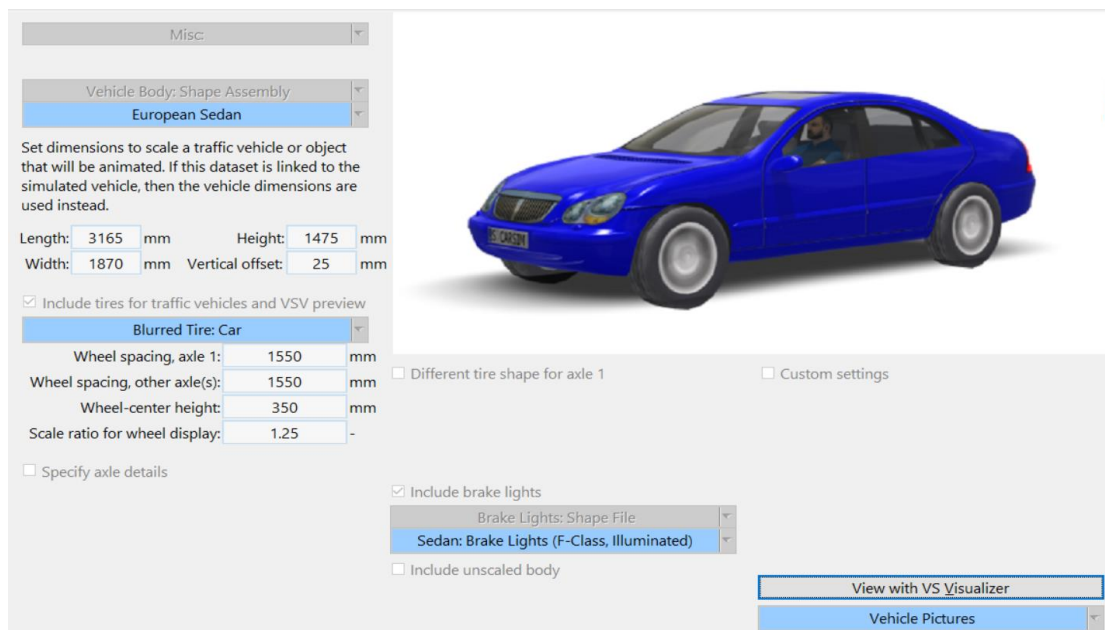 Misc:
Vehicle Body: Shape Assembly
European Sedan
Set dimensions to scale a traffic vehicle or object
that will be animated. If this dataset is linked to the
simulated vehicle, then the vehicle dimensions are
used instead.
Length: 3165 mm Height: 1475 mm
Width: 1870 mm Vertical offset: 25 mm
Include tires for traffic vehicles and VSV preview
Blurred Tire: Car
Wheel spacing, axle 1: 1550 mm
Wheel spacing, other axle(s): 1550 mm
Wheel-center height: 350 mm
Scale ratio for wheel display: 1.25 -
Specify axle details
Different tire shape for axle 1
Custom settings
Include brake lights
Brake Lights: Shape File
Sedan: Brake Lights (F-Class, Illuminated)
Include unscaled body
View with VS Visualizer
Vehicle Pictures